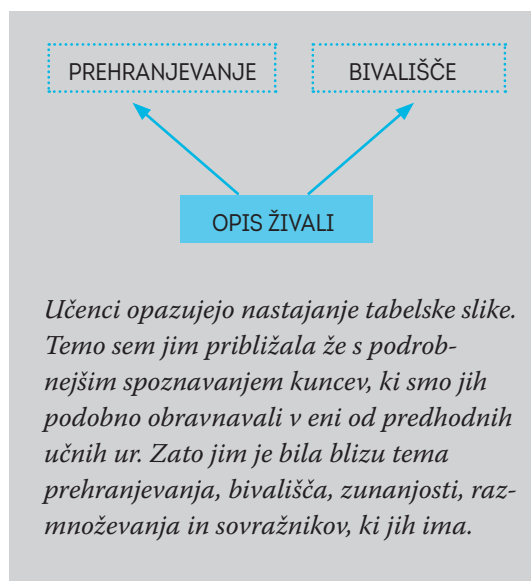 PREHRANJEVANJE
BIVALIŠČE
OPIS ŽIVALI
Učenci opazujejo nastajanje tabelske slike.
Temo sem jim približala že s podrob-
nejšim spoznavanjem kuncev, ki smo jih
podobno obravnavali v eni od predhodnih
učnih ur. Zato jim je bila blizu tema
prehranjevanja, bivališča, zunanjosti, raz-
množevanja in sovražnikov, ki jih ima.